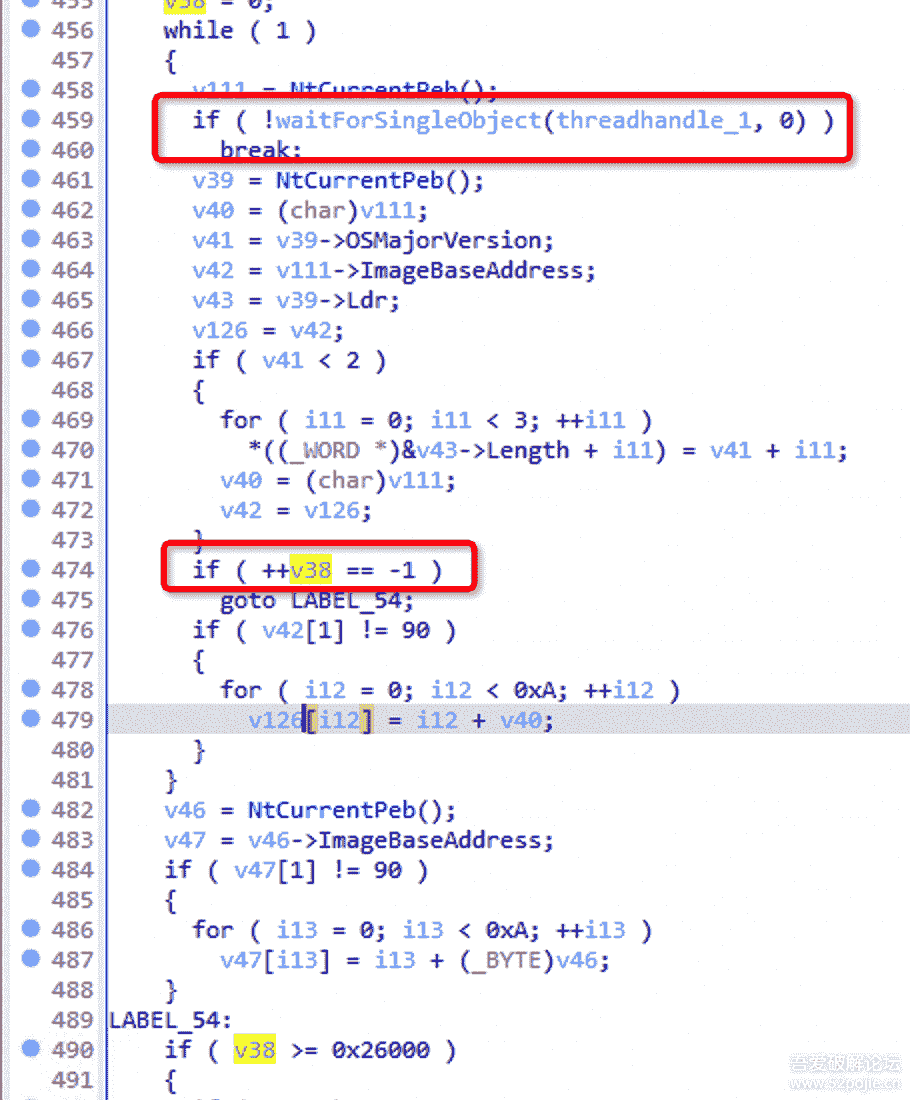 455 v38 = 0;
456 while ( 1 )
457 {
458 v111 = NtCurrentPeb();
459 if ( !waitForSingleObject(threadhandle_1, 0) )
460 break;
461 v39 = NtCurrentPeb();
462 v40 = (char)v111;
463 v41 = v39->OSMajorVersion;
464 v42 = v111->ImageBaseAddress;
465 v43 = v39->Ldr;
466 v126 = v42;
467 if ( v41 < 2 )
468 {
469 for ( i11 = 0; i11 < 3; ++i11 )
470 *((_WORD *)&v43->Length + i11) = v41 + i11;
471 v40 = (char)v111;
472 v42 = v126;
473 }
474 if ( ++v38 == -1 )
475 goto LABEL_54;
476 if ( v42[1] != 90 )
477 {
478 for ( i12 = 0; i12 < 0xA; ++i12 )
479 v126[i12] = i12 + v40;
480 }
481 }
482 v46 = NtCurrentPeb();
483 v47 = v46->ImageBaseAddress;
484 if ( v47[1] != 90 )
485 {
486 for ( i13 = 0; i13 < 0xA; ++i13 )
487 v47[i13] = i13 + (_BYTE)v46;
488 }
489 LABEL_54:
490 if ( v38 >= 0x26000 )
491 {
吾爱破解论坛
www.52pojie.cn